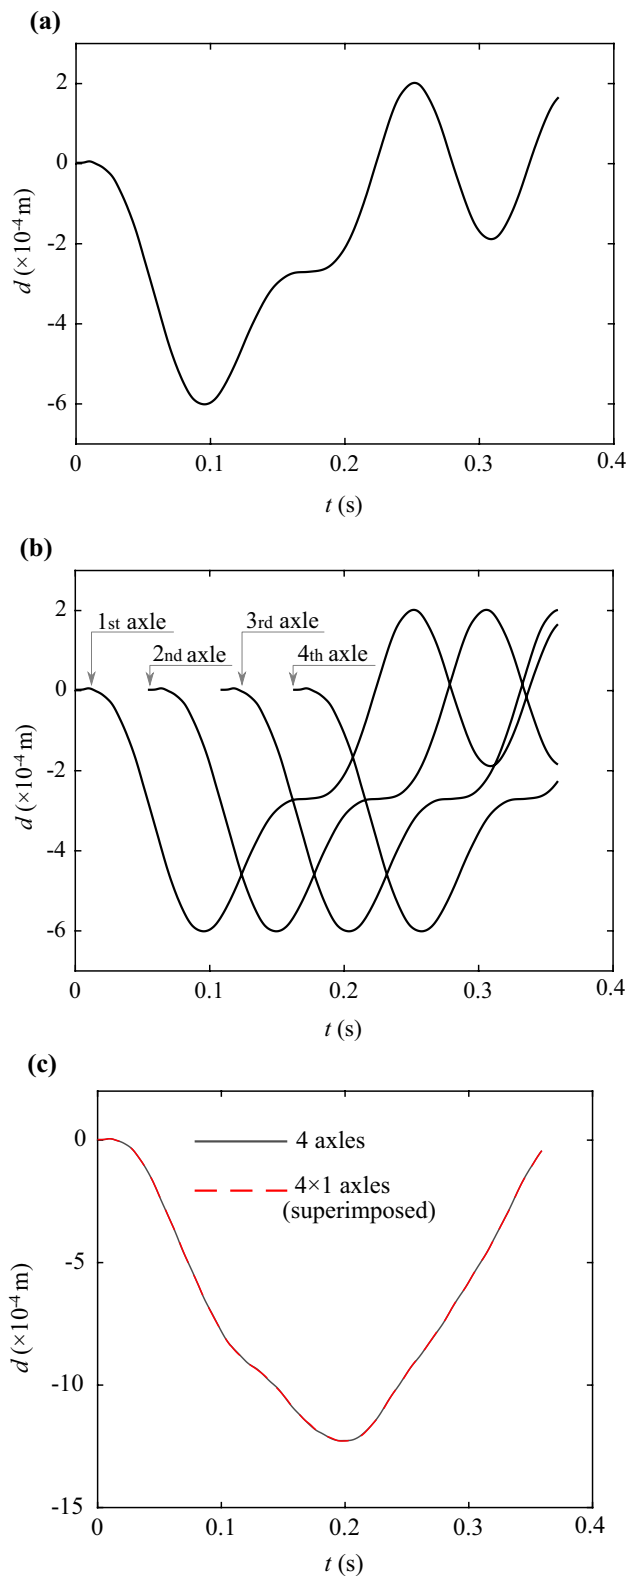 (a)
2
0
-2
-4
-6
d (×10-4 m)
0 0.1 0.2 0.3 0.4
t (s)
(b)
2
0
-2
-4
-6
1st axle
2nd axle
3rd axle
4th axle
d (×10-4 m)
0 0.1 0.2 0.3 0.4
t (s)
(c)
0
-5
-10
-15
4 axles
4×1 axles
(superimposed)
d (×10-4 m)
0 0.1 0.2 0.3 0.4
t (s)